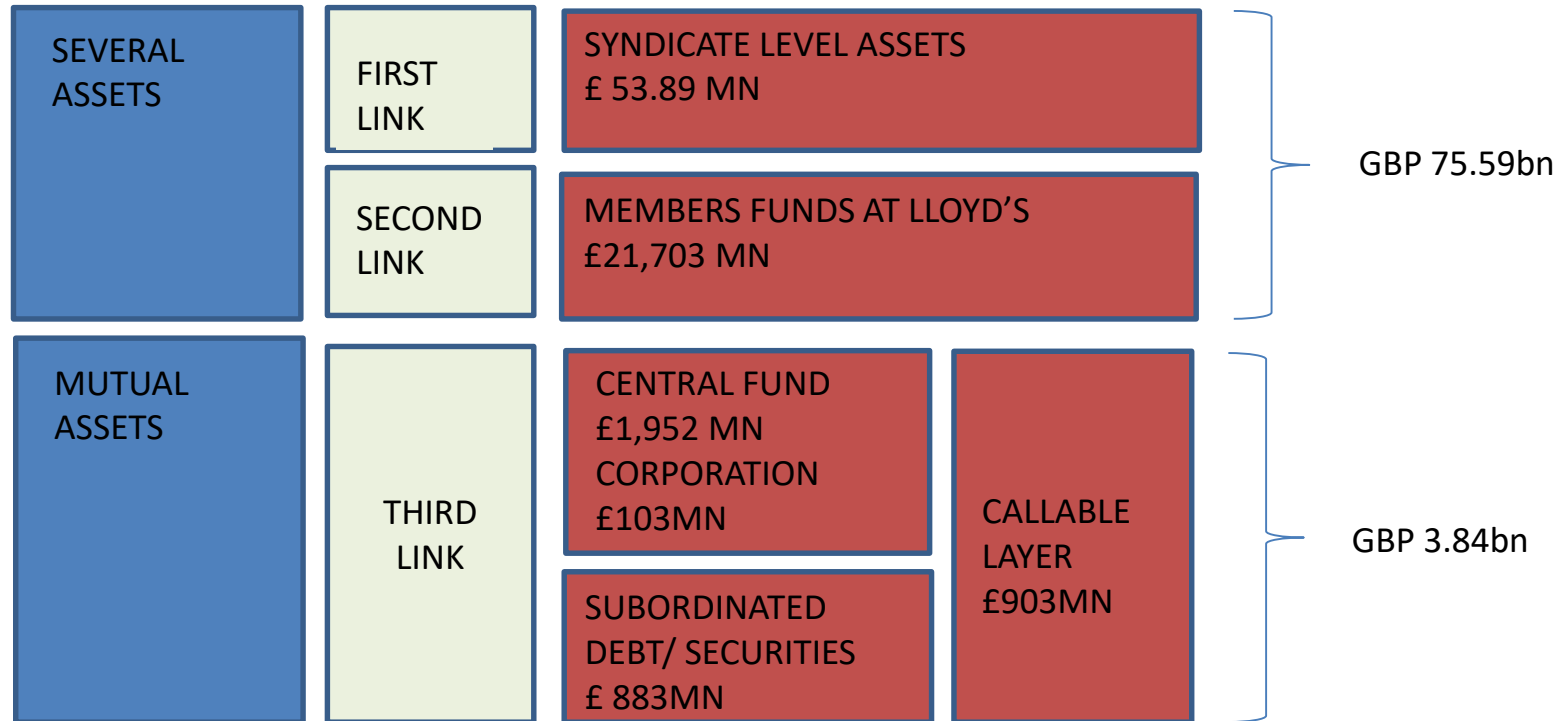 SEVERAL
ASSETS
FIRST
LINK
SYNDICATE LEVEL ASSETS
£ 53.89 MN
GBP 75.59bn
SECOND
LINK
MEMBERS FUNDS AT LLOYD’S
£21,703 MN
MUTUAL
ASSETS
THIRD
LINK
CENTRAL FUND
£1,952 MN
CORPORATION
£103MN
SUBORDINATED
DEBT/ SECURITIES
£ 883MN
CALLABLE
LAYER
£903MN
GBP 3.84bn